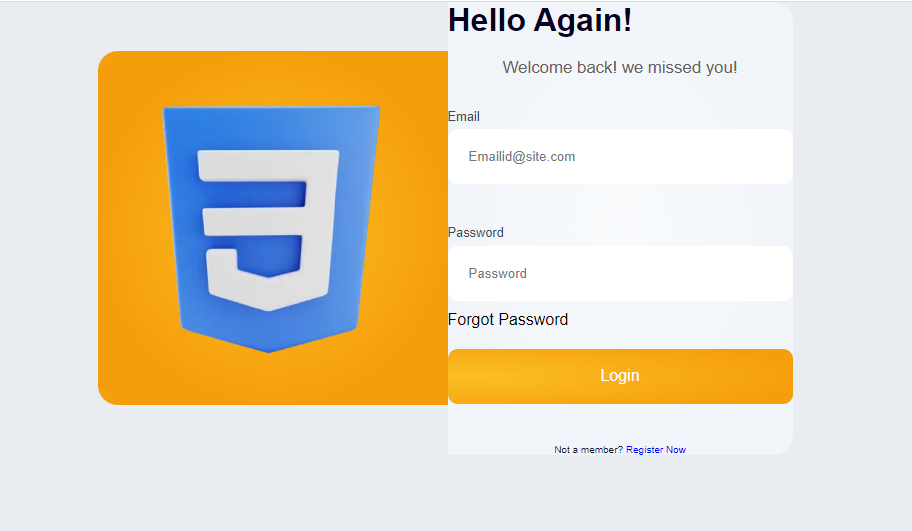 Hello Again!
Welcome back! we missed you!
Email
Emailid@site.com
Password
Password
Forgot Password
Login
Not a member? Register Now